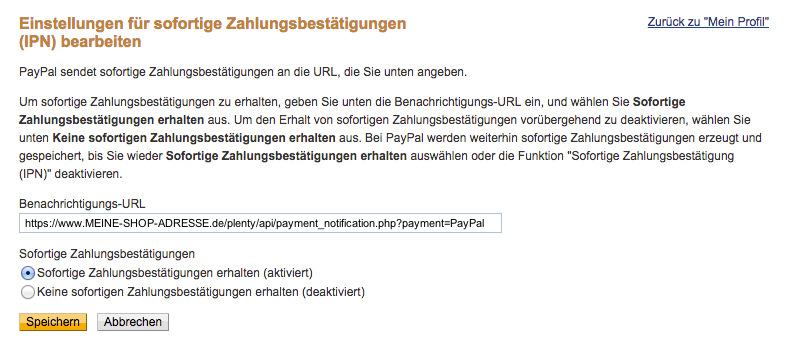 Einstellungen für sofortige Zahlungsbestätigungen
(IPN) bearbeiten
Zurück zu "Mein Profil"
PayPal sendet sofortige Zahlungsbestätigungen an die URL, die Sie unten angeben.
Um sofortige Zahlungsbestätigungen zu erhalten, geben Sie unten die Benachrichtigungs-URL ein, und wählen Sie Sofortige
Zahlungsbestätigungen erhalten aus. Um den Erhalt von sofortigen Zahlungsbestätigungen vorübergehend zu deaktivieren, wählen Sie
unten Keine sofortigen Zahlungsbestätigungen erhalten aus. Bei PayPal werden weiterhin sofortige Zahlungsbestätigungen erzeugt und
gespeichert, bis Sie wieder Sofortige Zahlungsbestätigungen erhalten auswählen oder die Funktion "Sofortige Zahlungsbestätigung
(IPN)" deaktivieren.
Benachrichtigungs-URL
https://www.MEINE-SHOP-ADRESSE.de/plenty/api/payment_notification.php?payment=PayPal
Sofortige Zahlungsbestätigungen
Sofortige Zahlungsbestätigungen erhalten (aktiviert)
Keine sofortigen Zahlungsbestätigungen erhalten (deaktiviert)
Speichern Abbrechen